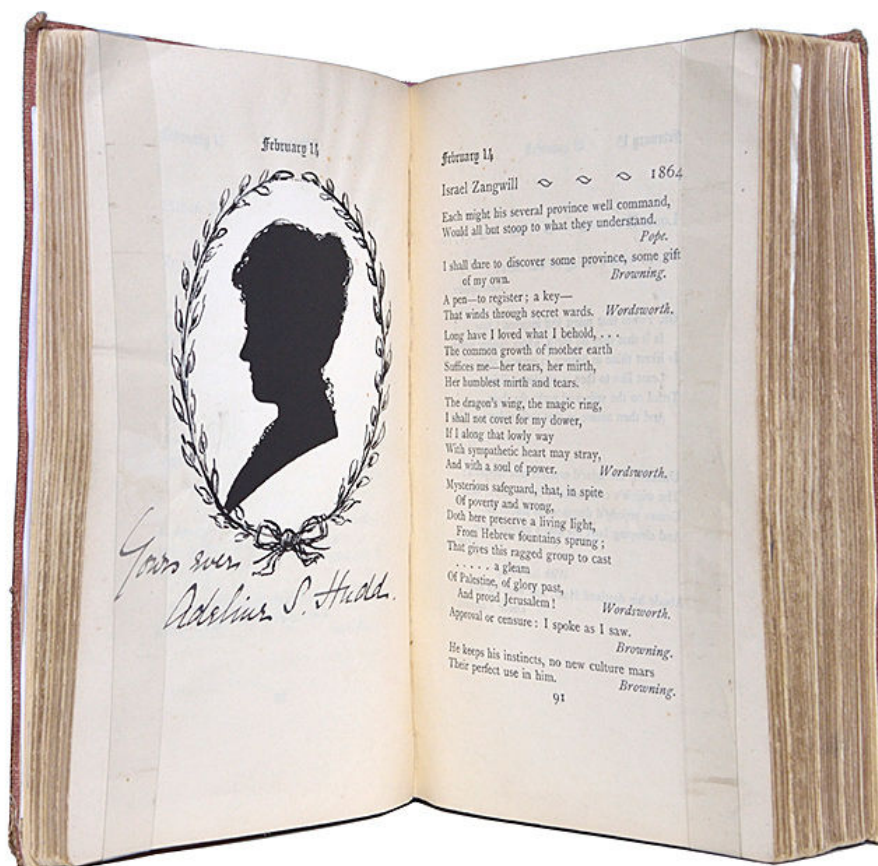 February 14
Yours ever
Adeline S. Hudd.
February 14
Israel Zangwill 1864
Each might his several province well command,
Would all but stoop to what they understand.
Pope.
I shall dare to discover some province, some gift
of my own. Browning.
A pen—to register; a key—
That winds through secret wards. Wordsworth.
Long have I loved what I behold, . . .
The common growth of mother earth
Suffices me—her tears, her mirth,
Her humblest mirth and tears.
The dragon's wing, the magic ring,
I shall not covet for my dower,
If I along that lowly way
With sympathetic heart may stray,
And with a soul of power. Wordsworth.
Mysterious safeguard, that, in spite
Of poverty and wrong,
Doth here preserve a living light,
From Hebrew fountains sprung;
That gives this ragged group to cast
. . . . . a gleam
Of Palestine, of glory past,
And proud Jerusalem! Wordsworth.
Approval or censure: I spoke as I saw.
Browning.
He keeps his instincts, no new culture mars
Their perfect use in him. Browning.
91